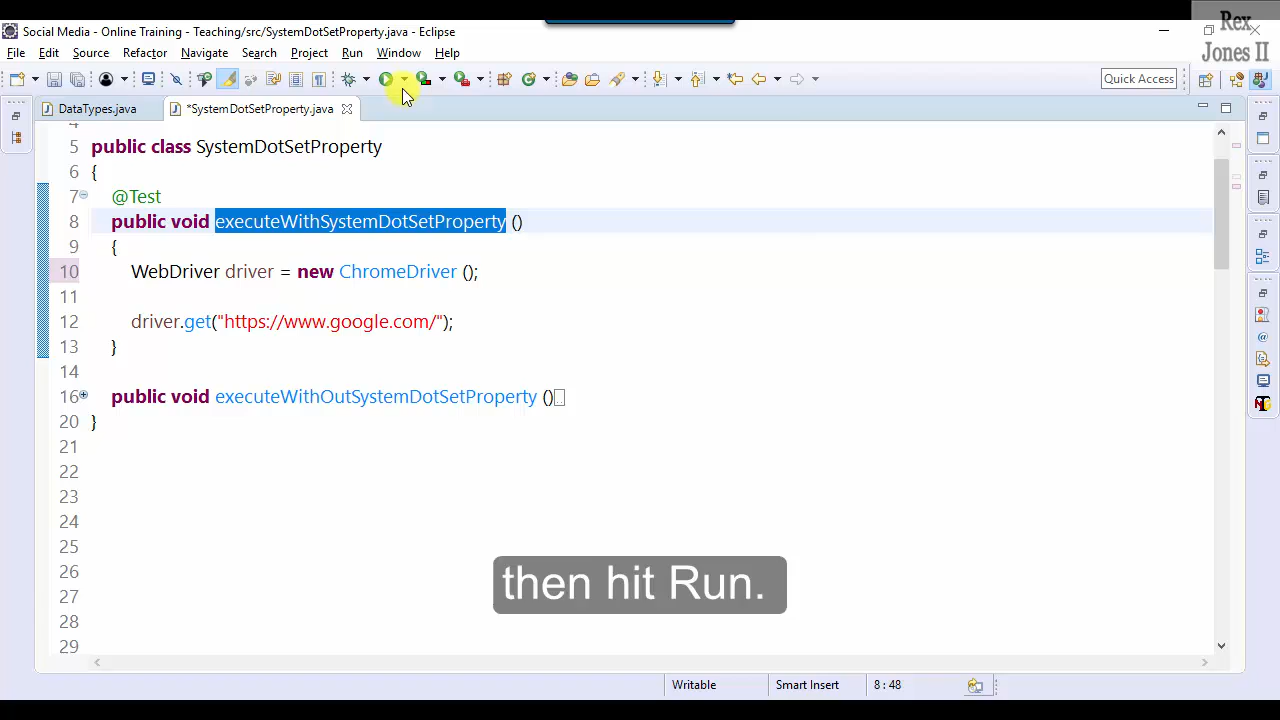 Social Media - Online Training - Teaching/src/SystemDotSetProperty.java - Eclipse
Rex
Jones II
File Edit Source Refactor Navigate Search Project Run Window Help
Quick Access
DataTypes.java
*SystemDotSetProperty.java
4
5 public class SystemDotSetProperty
6 {
7 @Test
8 public void executeWithSystemDotSetProperty ()
9 {
10 WebDriver driver = new ChromeDriver ();
11
12 driver.get("https://www.google.com/");
13 }
14
16 public void executeWithOutSystemDotSetProperty ()
20 }
21
22
23
24
25
26
27
28
29
then hit Run.
Writable Smart Insert 8 : 48